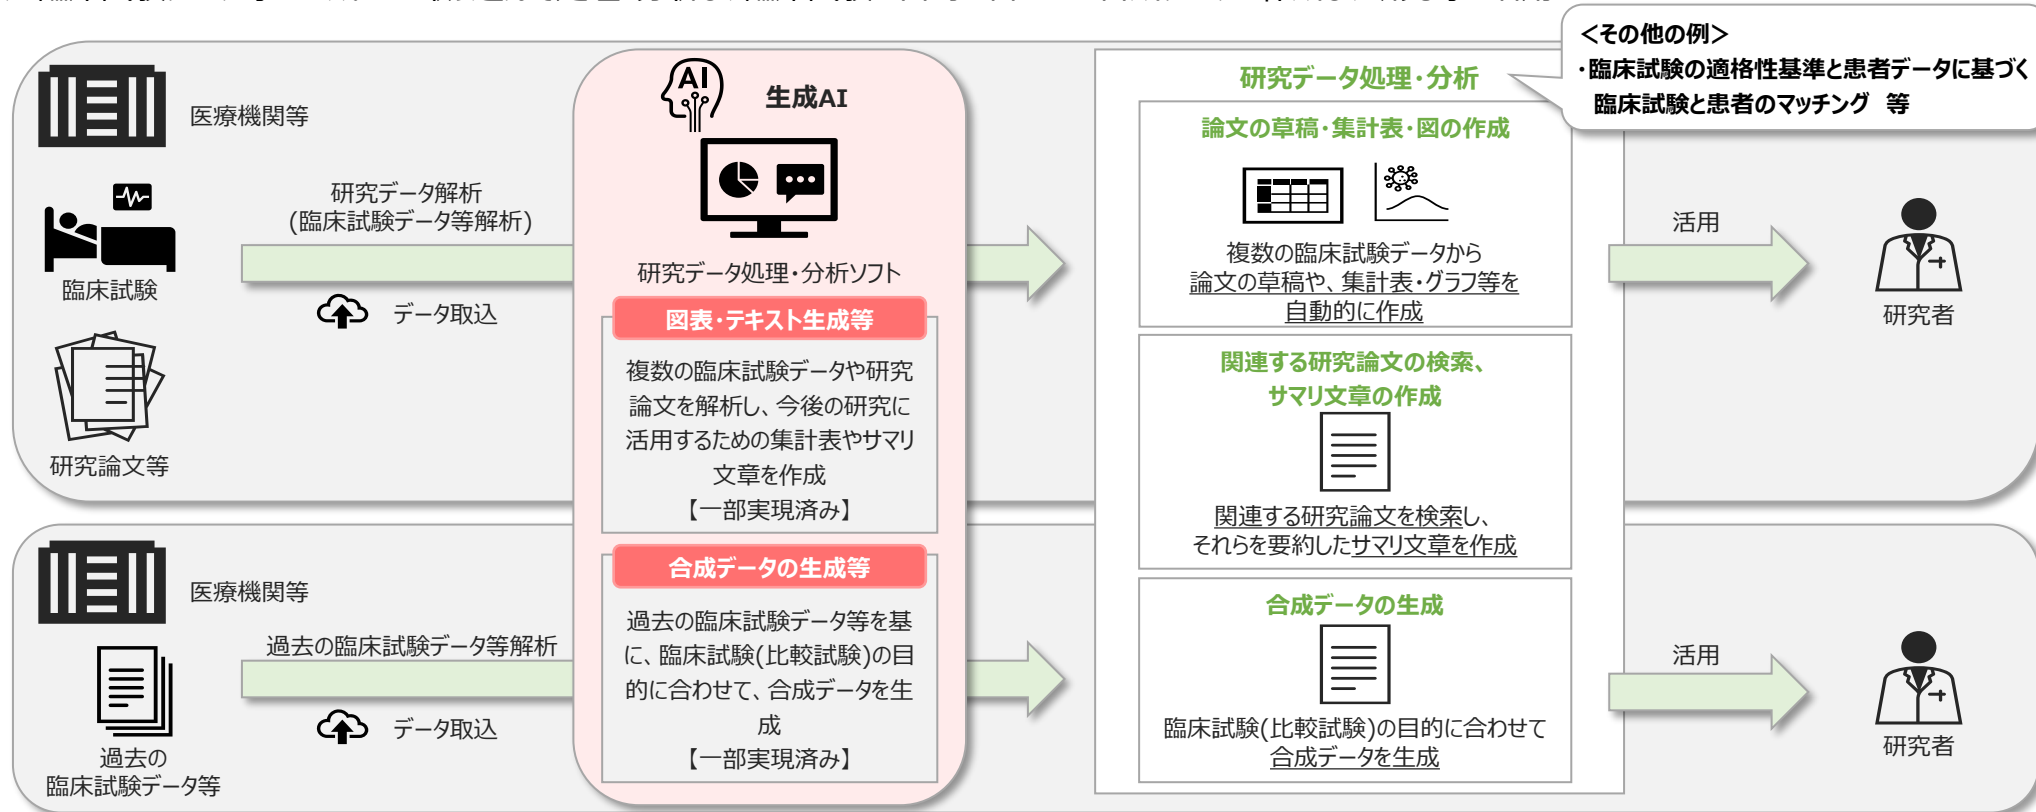 <その他の例>
・臨床試験の適格性基準と患者データに基づく
臨床試験と患者のマッチング 等
医療機関等
臨床試験
研究論文等
研究データ解析
(臨床試験データ等解析)
データ取込
AI
生成AI
研究データ処理・分析ソフト
図表・テキスト生成等
複数の臨床試験データや研究
論文を解析し、今後の研究に
活用するための集計表やサマリ
文章を作成
【一部実現済み】
研究データ処理・分析
論文の草稿・集計表・図の作成
複数の臨床試験データから
論文の草稿や、集計表・グラフ等を
自動的に作成
関連する研究論文の検索、
サマリ文章の作成
関連する研究論文を検索し、
それらを要約したサマリ文章を作成
活用
研究者
医療機関等
過去の
臨床試験データ等
過去の臨床試験データ等解析
データ取込
合成データの生成等
過去の臨床試験データ等を基
に、臨床試験(比較試験)の目
的に合わせて、合成データを生
成
【一部実現済み】
合成データの生成
臨床試験(比較試験)の目的に合わせて
合成データを生成
活用
研究者